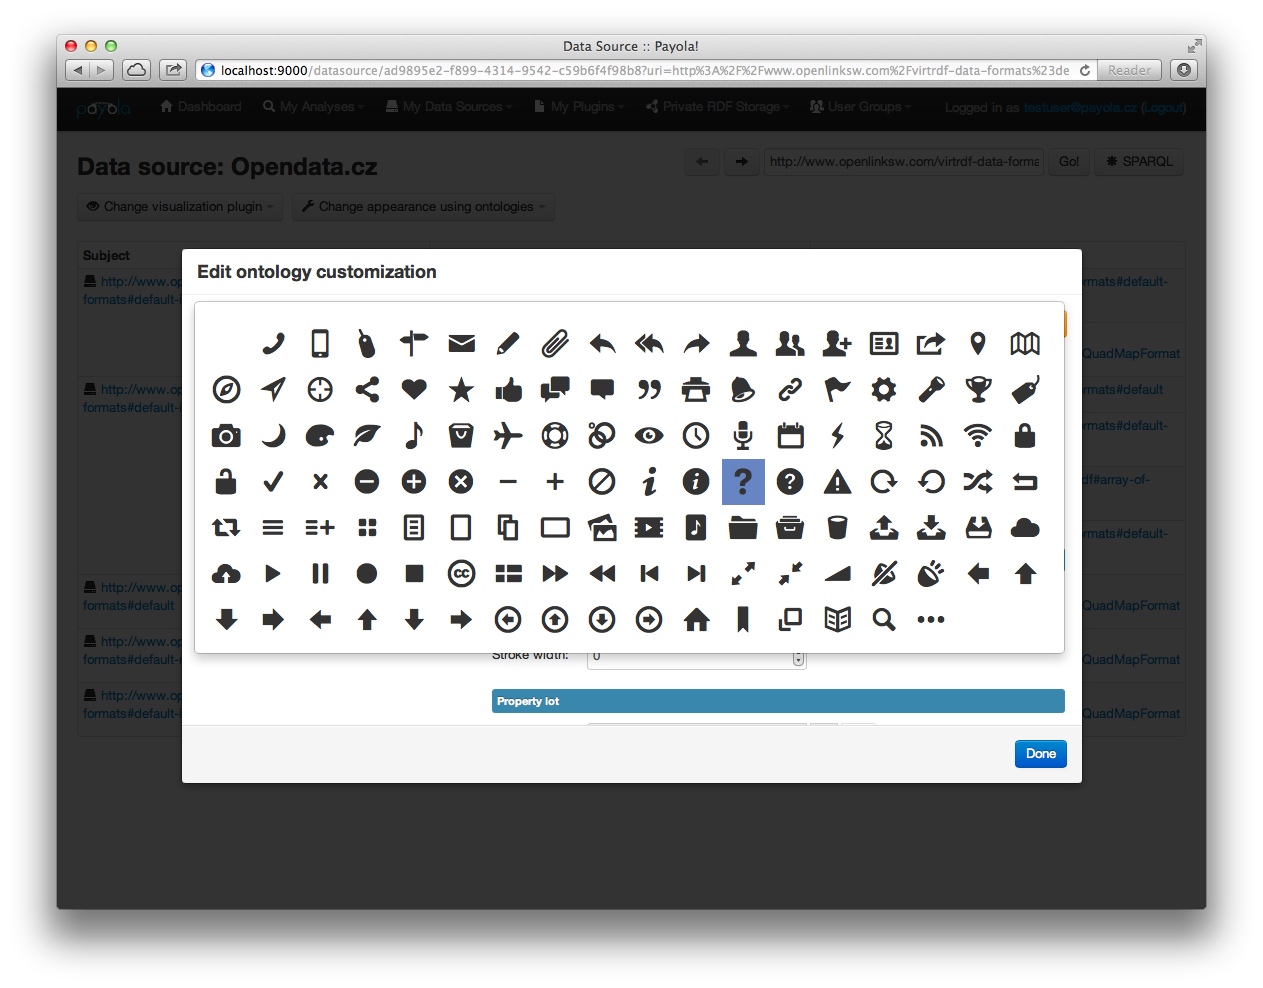 Data Source :: Payola!
localhost:9000/datasource/ad9895e2-f899-4314-9542-c59b6f4f98b8?uri=http%3A%2F%2Fwww.openlinksw.com%2Fvirtrdf-data-formats%23de
Reader
payola Dashboard My Analyses My Data Sources My Plugins Private RDF Storage User Groups Logged in as testuser@payola.cz (Logout)
Data source: Opendata.cz
http://www.openlinksw.com/virtrdf-data-forma Go! SPARQL
Change visualization plugin Change appearance using ontologies
Subject
Edit ontology customization
http://www.op
formats#default-i
rmats#default-
QuadMapFormat
http://www.op
formats#default-i
rmats#default
rmats#default-
df#array-of-
rmats#default-
http://www.op
formats#default
QuadMapFormat
http://www.op
formats#default-
QuadMapFormat
http://www.op
formats#default-i
QuadMapFormat
Stroke width: 0
Property lot
Done